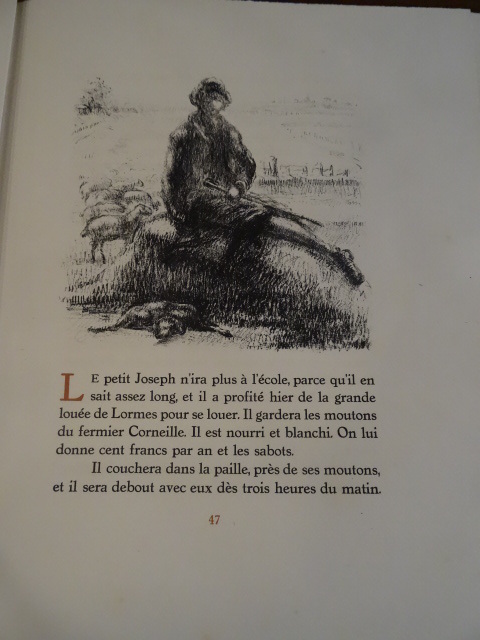 LE petit Joseph n'ira plus à l'école, parce qu'il en
sait assez long, et il a profité hier de la grande
louée de Lormes pour se louer. Il gardera les moutons
du fermier Corneille. Il est nourri et blanchi. On lui
donne cent francs par an et les sabots.
Il couchera dans la paille, près de ses moutons,
et il sera debout avec eux dès trois heures du matin.
47